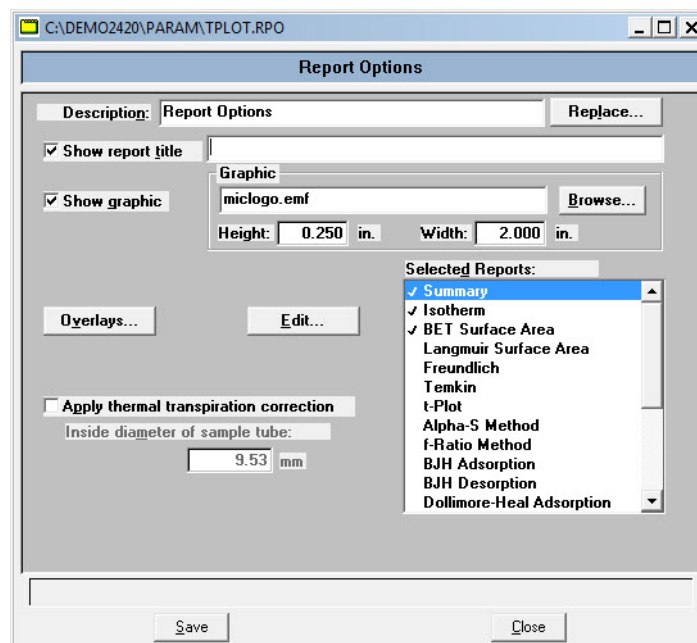 C:\DEMO2420\PARAM\TPLOT.RPO
Report Options
Description: Report Options Replace...
Show report title
Graphic
Show graphic miclogo.emf Browse...
Height: 0.250 in. Width: 2.000 in.
Selected Reports:
Summary
Isotherm
BET Surface Area
Langmuir Surface Area
Freundlich
Temkin
t-Plot
Alpha-S Method
f-Ratio Method
BJH Adsorption
BJH Desorption
Dollimore-Heal Adsorption
Overlays... Edit...
Apply thermal transpiration correction
Inside diameter of sample tube:
9.53 mm
Save Close